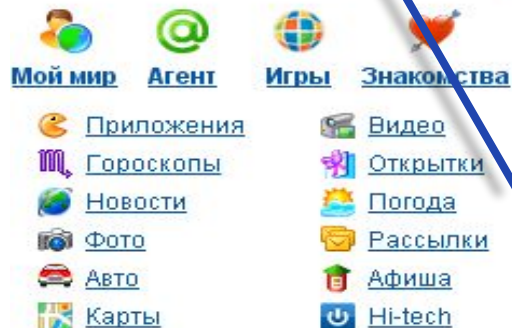 Мой мир Агент Игры Знакомства
Приложения Видео
Гороскопы Открытки
Новости Погода
Фото Рассылки
Авто Афиша
Карты Hi-tech